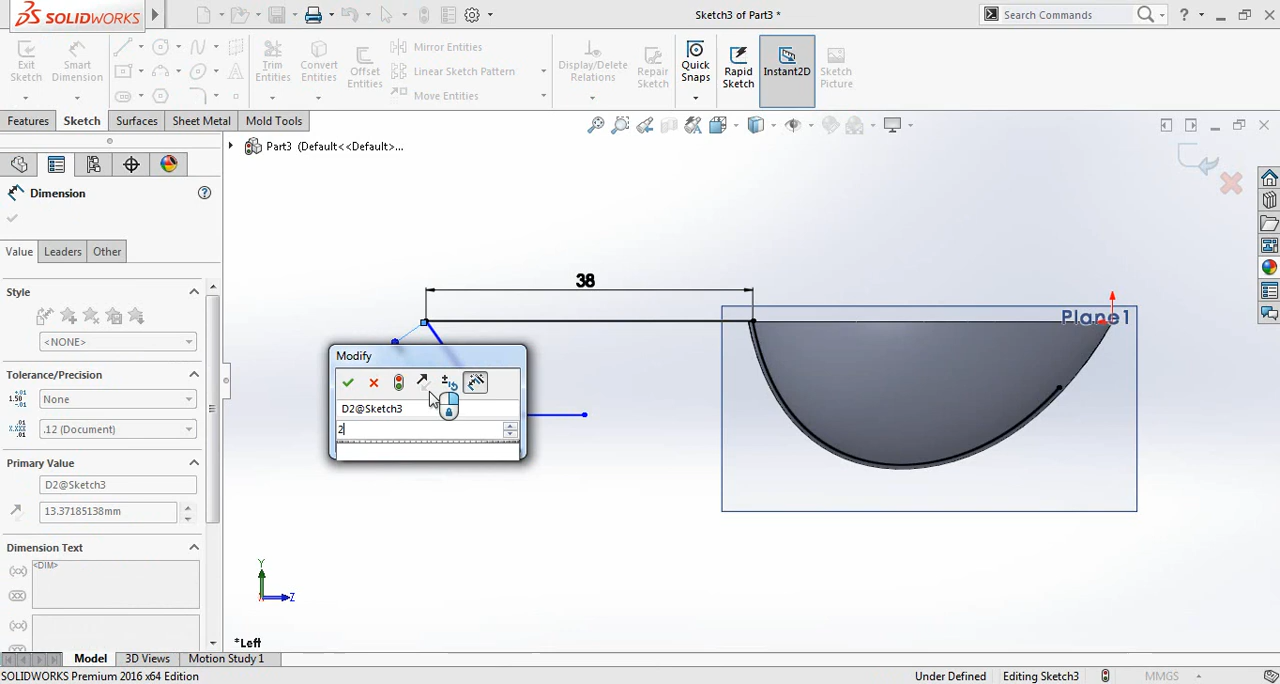 SOLIDWORKS
Sketch3 of Part3 *
Search Commands
Exit Sketch
Smart Dimension
Trim Entities
Convert Entities
Offset Entities
Mirror Entities
Linear Sketch Pattern
Move Entities
Display/Delete Relations
Repair Sketch
Quick Snaps
Rapid Sketch
Instant2D
Sketch Picture
Features
Sketch
Surfaces
Sheet Metal
Mold Tools
Part3 (Default<<Default>...
Dimension
Value
Leaders
Other
Style
<NONE>
Tolerance/Precision
None
.12 (Document)
Primary Value
D2@Sketch3
13.37185138mm
Dimension Text
<DIM>
38
Plane1
Modify
D2@Sketch3
2
Y
Z
*Left
Model
3D Views
Motion Study 1
SOLIDWORKS Premium 2016 x64 Edition
Under Defined
Editing Sketch3
MMGS